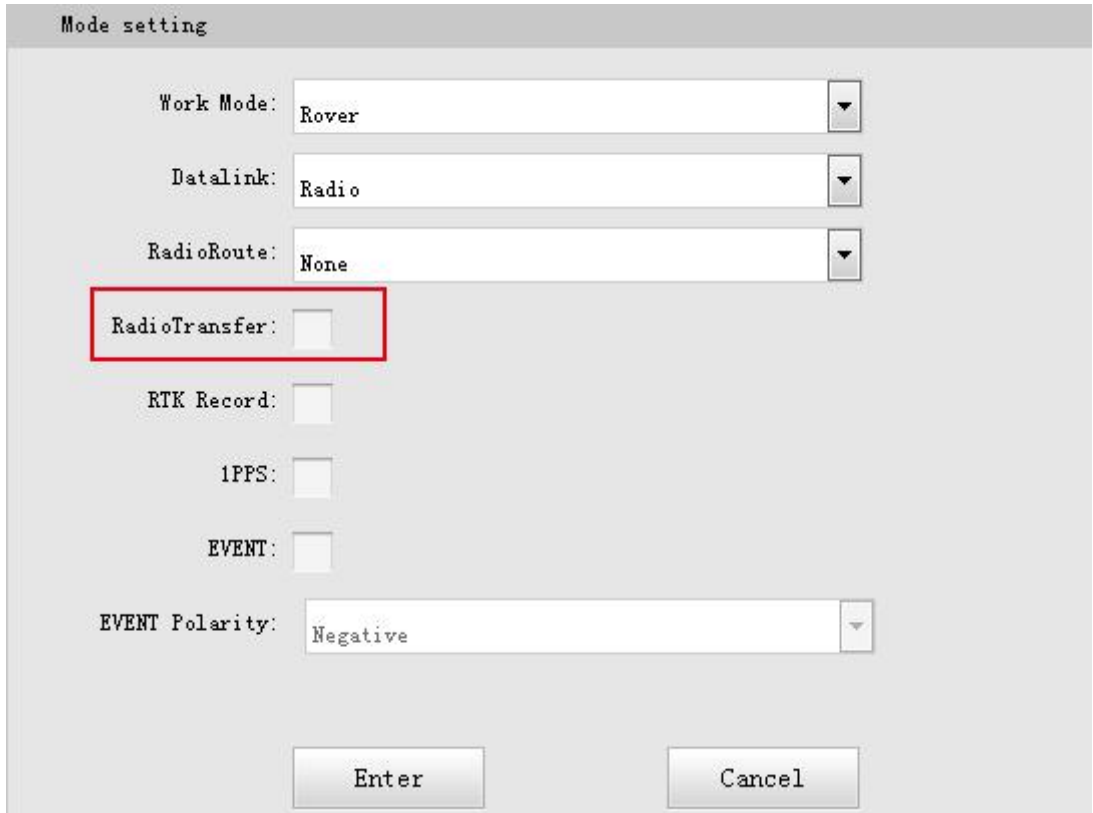 Mode setting
Work Mode: Rover
Datalink: Radio
RadioRoute: None
RadioTransfer:
RTK Record:
1PPS:
EVENT:
EVENT Polarity: Negative
Enter Cancel